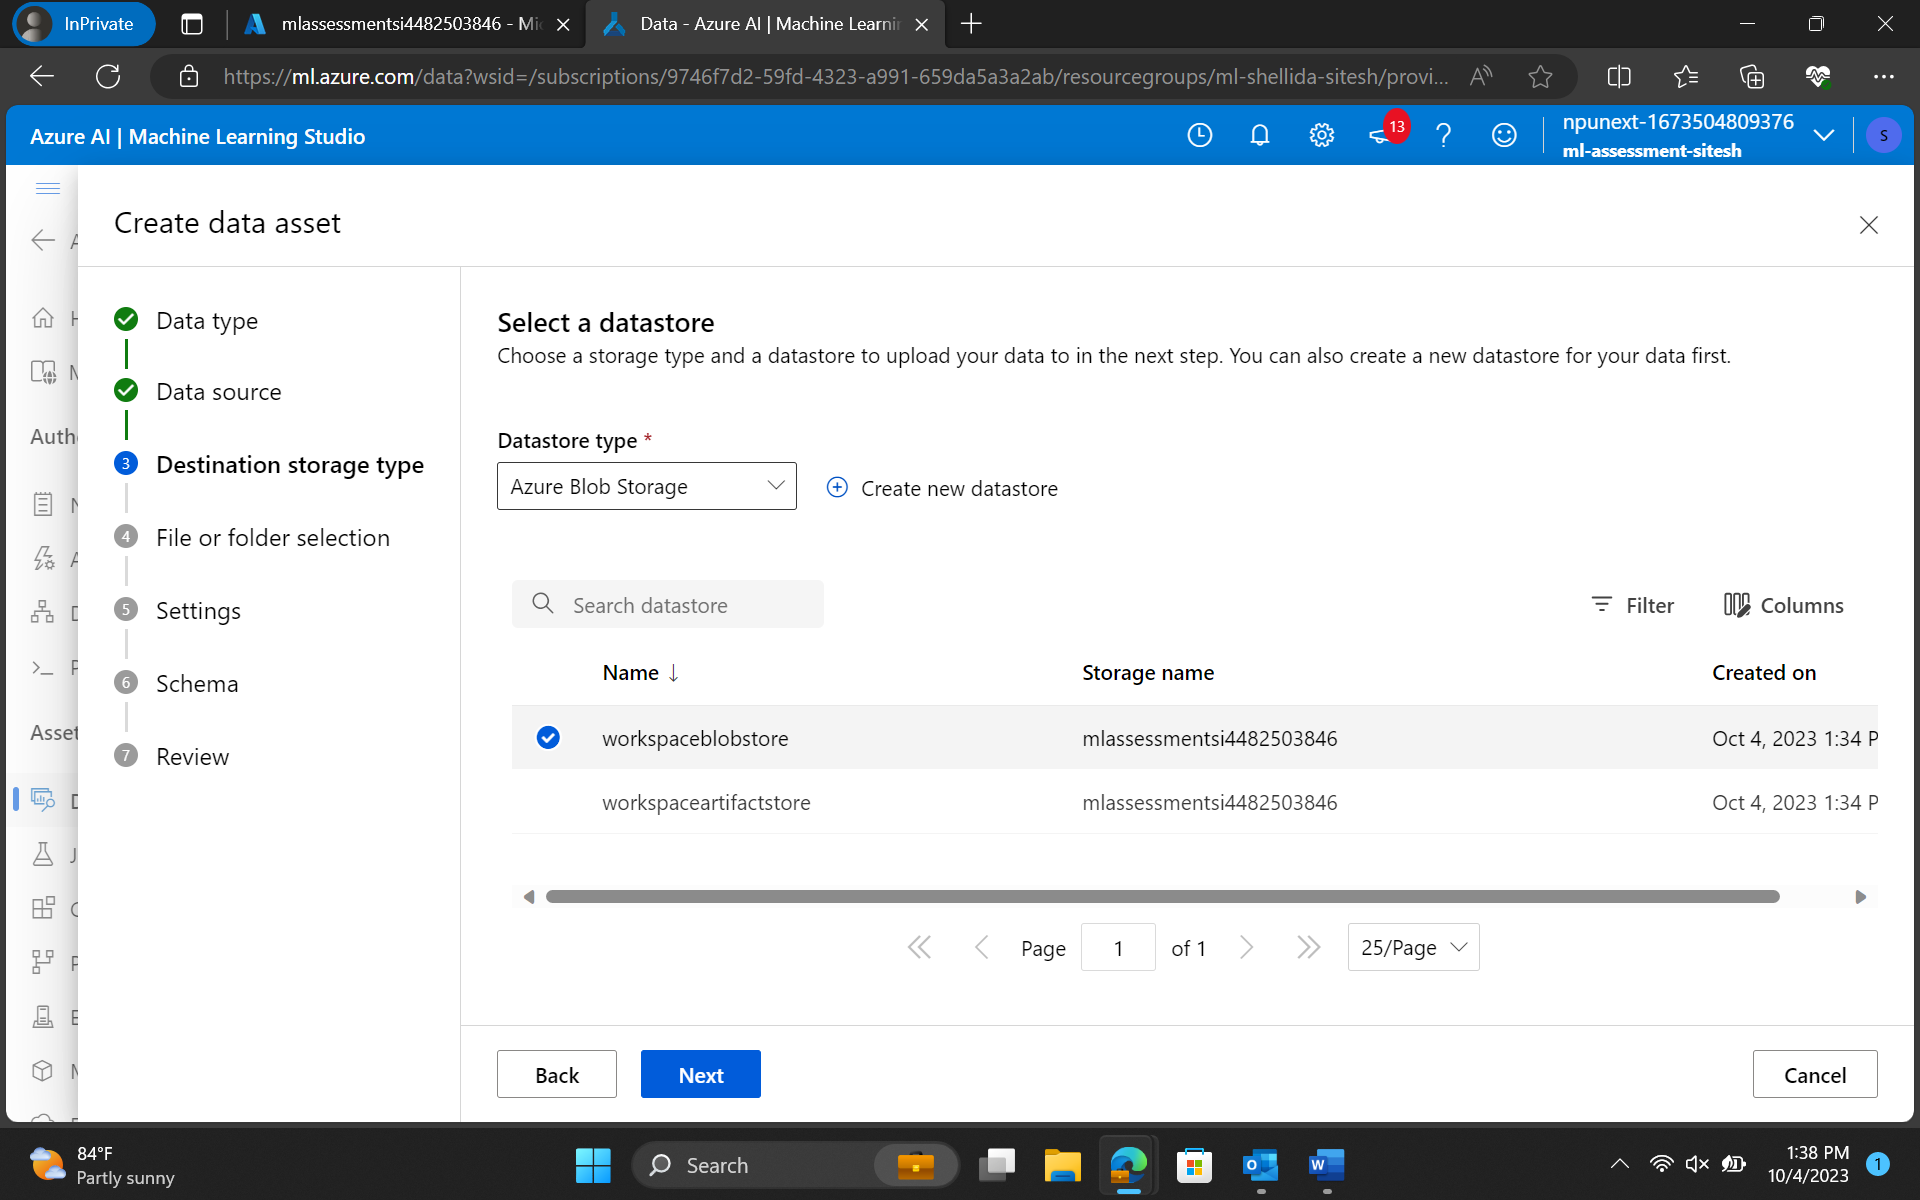 InPrivate
mlassessmentsi4482503846 - Mi
Data - Azure AI | Machine Learni
https://ml.azure.com/data?wsid=/subscriptions/9746f7d2-59fd-4323-a991-659da5a3a2ab/resourcegroups/ml-shellida-sitesh/provi...
Azure AI | Machine Learning Studio
13
npunext-1673504809376
ml-assessment-sitesh
S
Create data asset
Data type
Data source
3 Destination storage type
4 File or folder selection
5 Settings
6 Schema
7 Review
Auth
Asset
Select a datastore
Choose a storage type and a datastore to upload your data to in the next step. You can also create a new datastore for your data first.
Datastore type *
Azure Blob Storage
Create new datastore
Search datastore
Filter
Columns
Name ↓ Storage name Created on
workspaceblobstore mlassessmentsi4482503846 Oct 4, 2023 1:34 P
workspaceartifactstore mlassessmentsi4482503846 Oct 4, 2023 1:34 P
Page 1 of 1 25/Page
Back Next Cancel
84°F
Partly sunny
Search
1:38 PM
10/4/2023
1